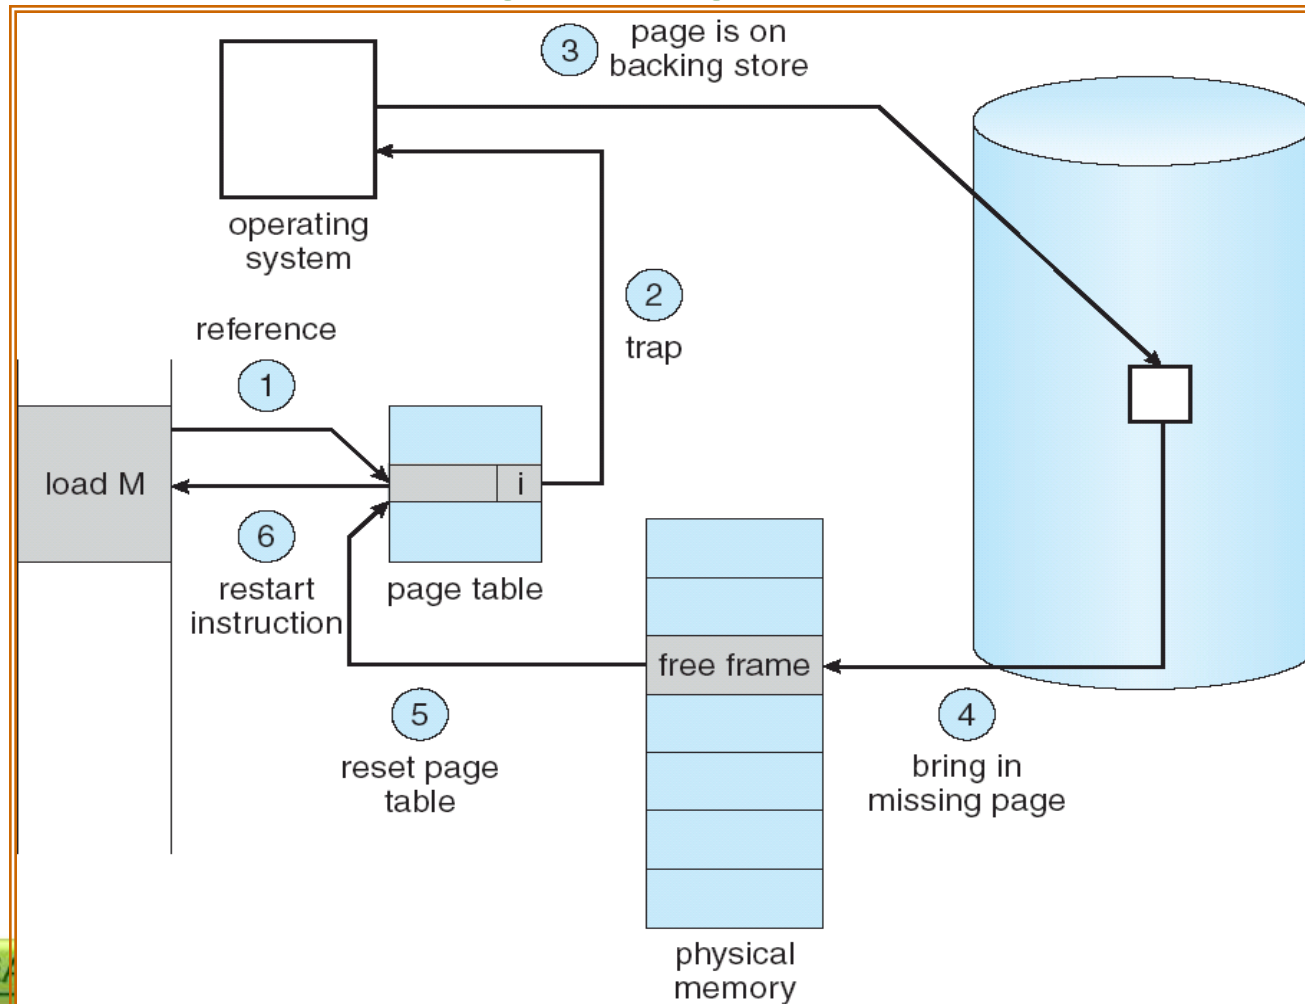 3
page is on
backing store
operating
system
2
trap
reference
1
load M
i
6
restart
instruction
page table
free frame
5
reset page
table
4
bring in
missing page
physical
memory